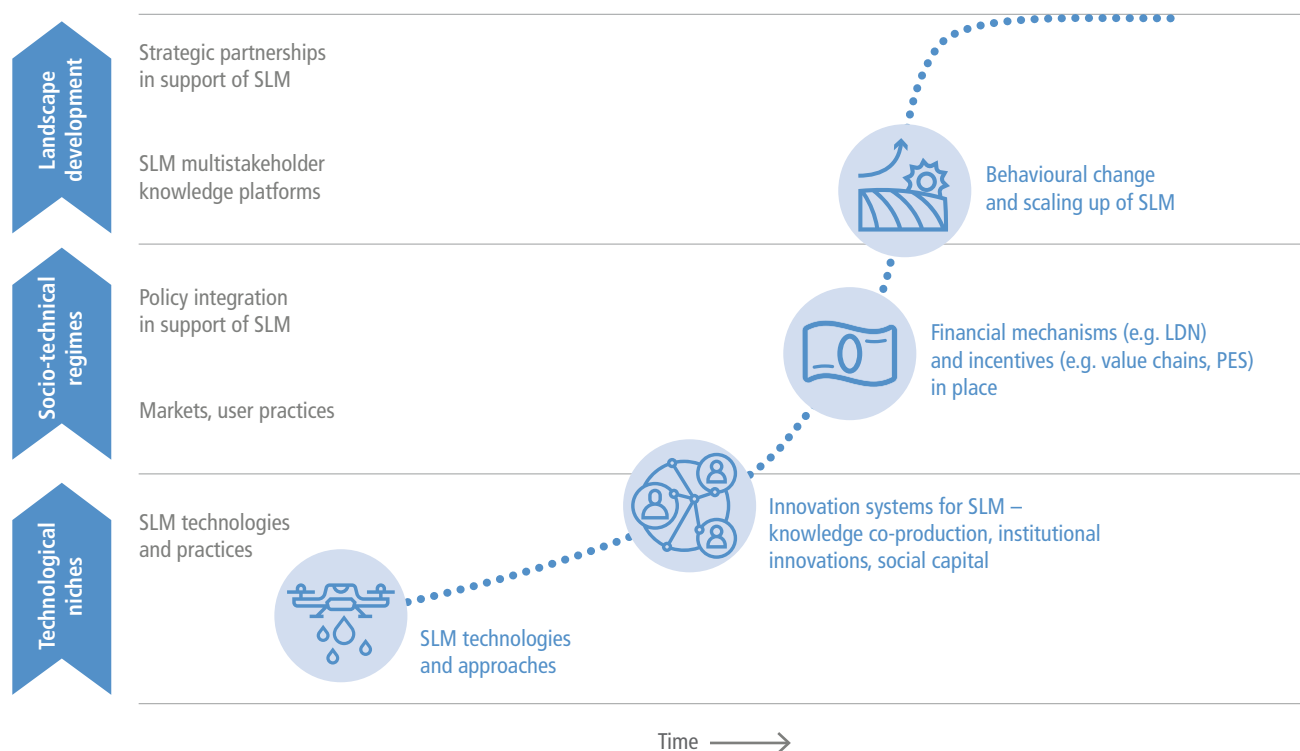 Landscape
development
Strategic partnerships
in support of SLM
SLM multistakeholder
knowledge platforms
Behavioural change
and scaling up of SLM
Socio-technical
regimes
Policy integration
in support of SLM
Markets, user practices
Financial mechanisms (e.g. LDN)
and incentives (e.g. value chains, PES)
in place
Technological
niches
SLM technologies
and practices
Innovation systems for SLM –
knowledge co-production, institutional
innovations, social capital
SLM technologies
and approaches
Time